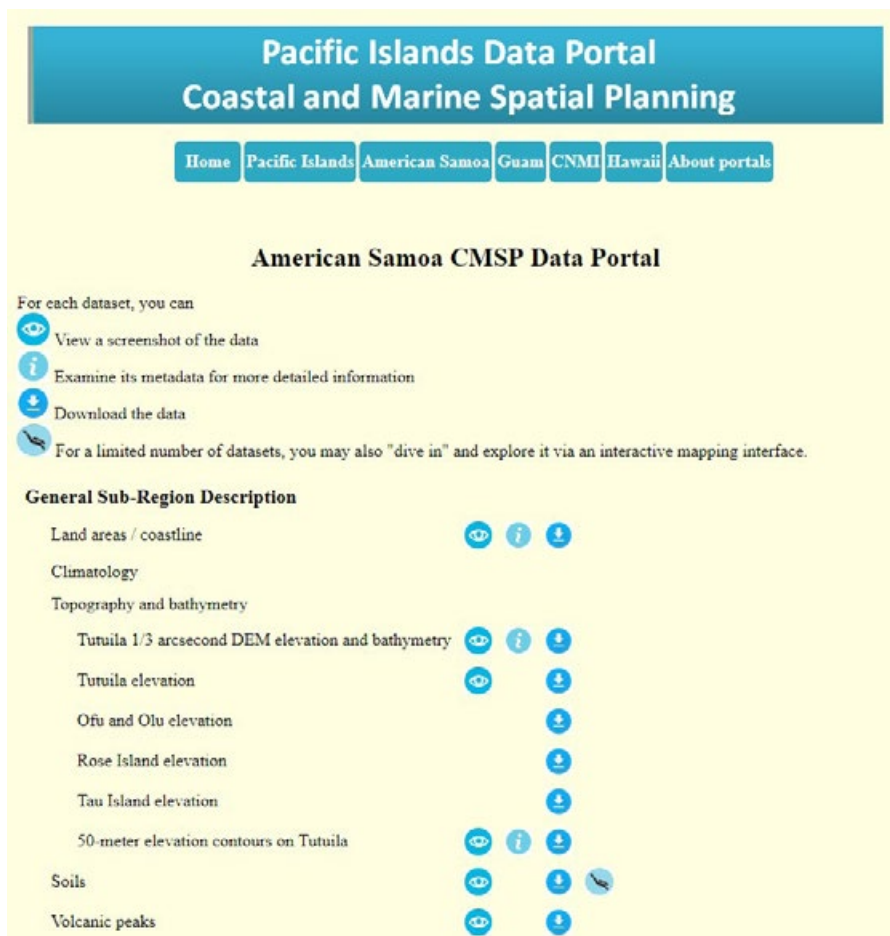 Pacific Islands Data Portal
Coastal and Marine Spatial Planning
Home Pacific Islands American Samoa Guam CNMI Hawaii About portals
American Samoa CMSP Data Portal
For each dataset, you can
View a screenshot of the data
Examine its metadata for more detailed information
Download the data
For a limited number of datasets, you may also "dive in" and explore it via an interactive mapping interface.
General Sub-Region Description
Land areas / coastline
Climatology
Topography and bathymetry
Tutuila 1/3 arcsecond DEM elevation and bathymetry
Tutuila elevation
Ofu and Olu elevation
Rose Island elevation
Tau Island elevation
50-meter elevation contours on Tutuila
Soils
Volcanic peaks